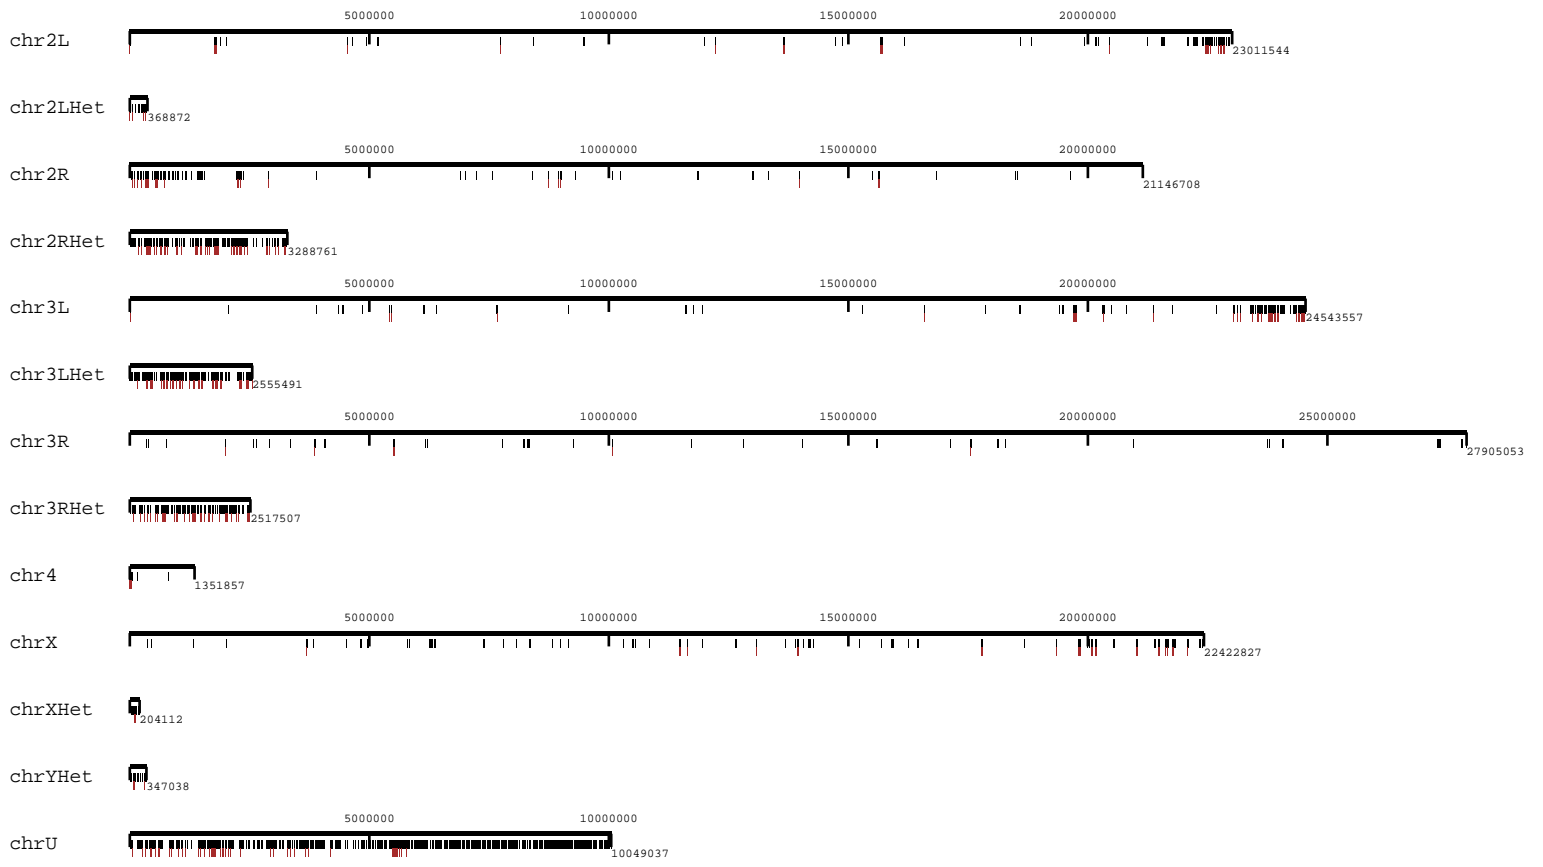 5000000 10000000 15000000 20000000
chr2L 23011544
chr2LHet 368872
5000000 10000000 15000000 20000000
chr2R 21146708
chr2RHet 3288761
5000000 10000000 15000000 20000000
chr3L 24543557
chr3LHet 2555491
5000000 10000000 15000000 20000000 25000000
chr3R 27905053
chr3RHet 2517507
chr4 1351857
5000000 10000000 15000000 20000000
chrX 22422827
chrXHet 204112
chrYHet 347038
5000000 10000000
chrU 10049037